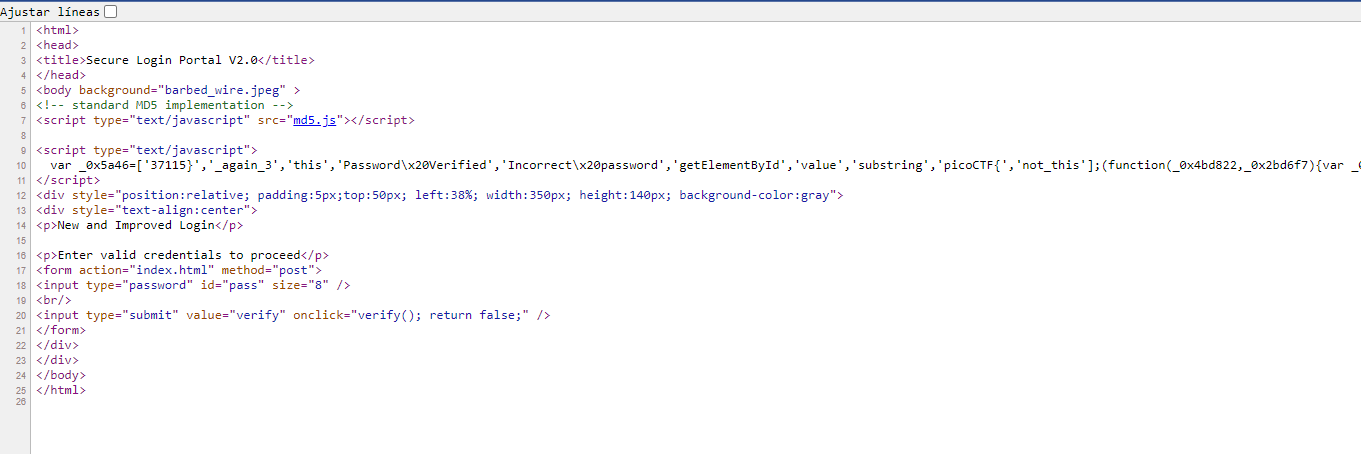 Ajustar líneas
1 <html>
2 <head>
3 <title>Secure Login Portal V2.0</title>
4 </head>
5 <body background="barbed_wire.jpeg" >
6 <!-- standard MD5 implementation -->
7 <script type="text/javascript" src="md5.js"></script>
8
9 <script type="text/javascript">
10 var _0x5a46=['37115}','_again_3','this','Password\x20Verified','Incorrect\x20password','getElementById','value','substring','picoCTF{','not_this'];(function(_0x4bd822,_0x2bd6f7){var _0
11 </script>
12 <div style="position:relative; padding:5px;top:50px; left:38%; width:350px; height:140px; background-color:gray">
13 <div style="text-align:center">
14 <p>New and Improved Login</p>
15
16 <p>Enter valid credentials to proceed</p>
17 <form action="index.html" method="post">
18 <input type="password" id="pass" size="8" />
19 <br/>
20 <input type="submit" value="verify" onclick="verify(); return false;" />
21 </form>
22 </div>
23 </div>
24 </body>
25 </html>
26